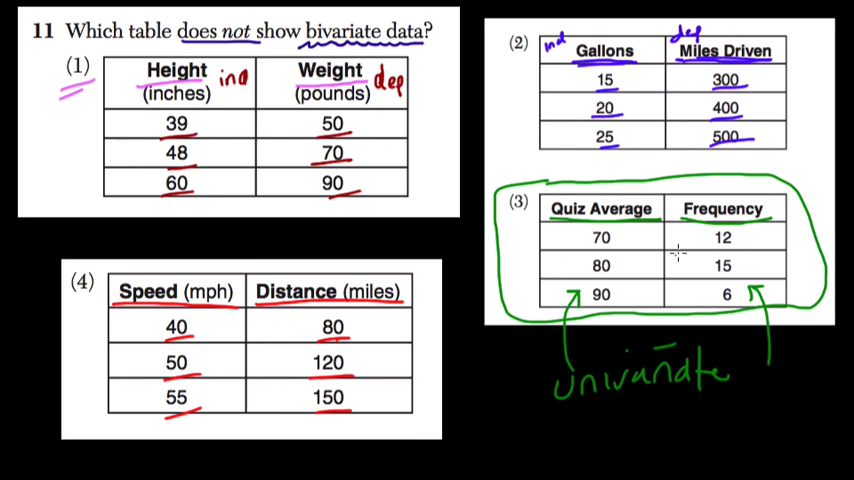 11 Which table does not show bivariate data?
(1)
Height (inches) ind Weight (pounds) dep
39 50
48 70
60 90
(2)
ind Gallons dep Miles Driven
15 300
20 400
25 500
(3)
Quiz Average Frequency
70 12
80 15
90 6
univariate
(4)
Speed (mph) Distance (miles)
40 80
50 120
55 150